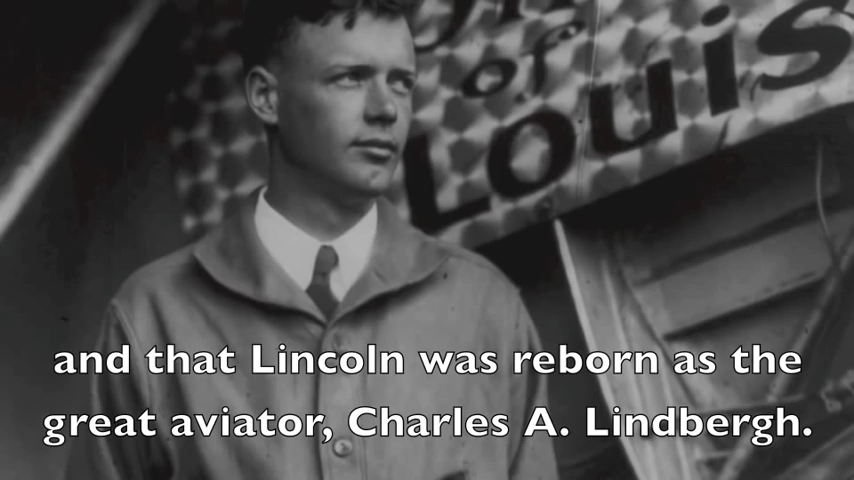 of
Louis
and that Lincoln was reborn as the
great aviator, Charles A. Lindbergh.